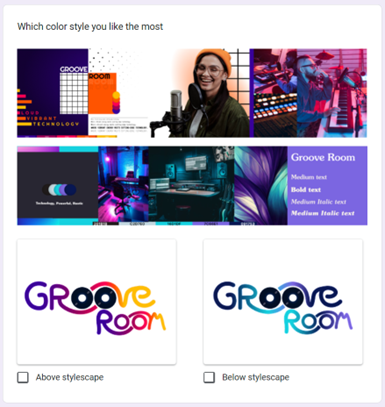 Which color style you like the most
GROOVE
ROOM
VIBRANT
TECHNOLOGY
Groove Room
Medium text
Bold text
Medium Italic text
Medium Italic text
Technology, Powerful, Roots
GROOVE
ROOM
GROOVE
ROOM
Above stylescape
Below stylescape